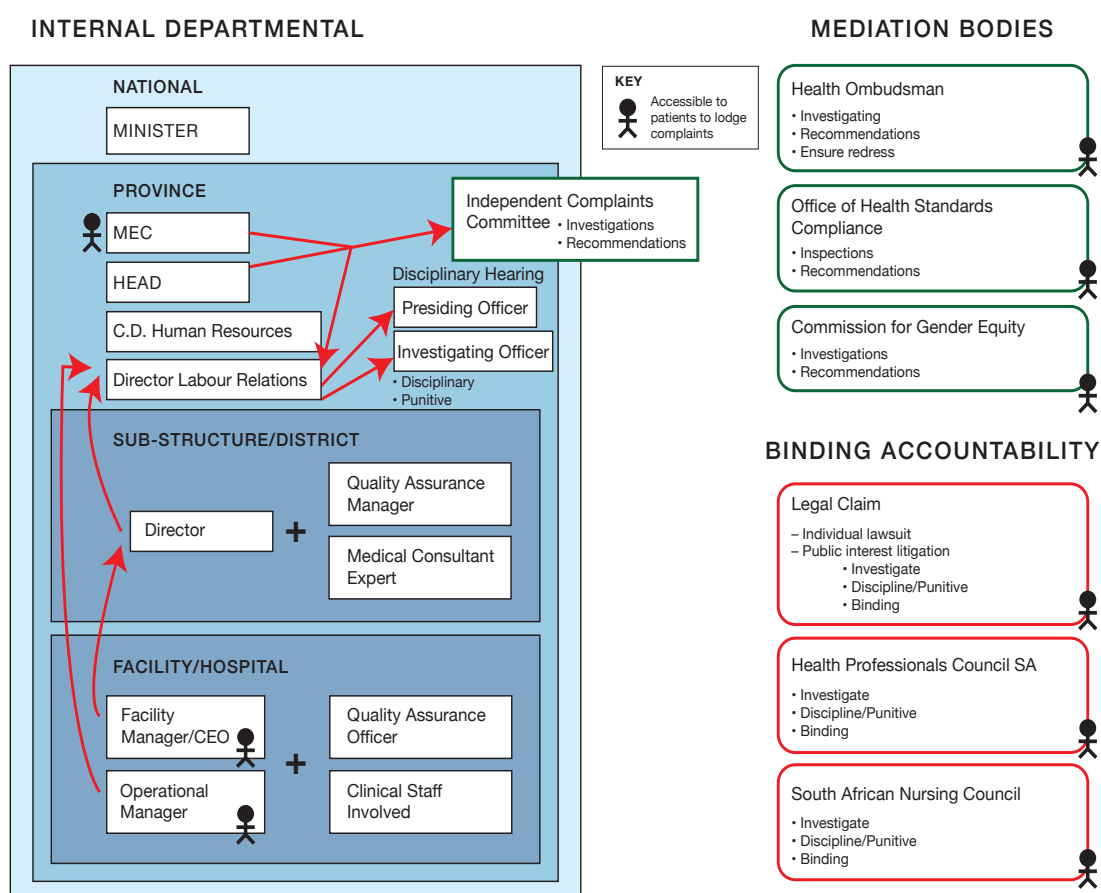 INTERNAL DEPARTMENTAL
NATIONAL
MINISTER
PROVINCE
MEC
HEAD
C.D. Human Resources
Director Labour Relations
Independent Complaints
Committee • Investigations
• Recommendations
Disciplinary Hearing
Presiding Officer
Investigating Officer
• Disciplinary
• Punitive
SUB-STRUCTURE/DISTRICT
Director
+
Quality Assurance
Manager
Medical Consultant
Expert
FACILITY/HOSPITAL
Facility
Manager/CEO
Operational
Manager
+
Quality Assurance
Officer
Clinical Staff
Involved
KEY
Accessible to
patients to lodge
complaints
MEDIATION BODIES
Health Ombudsman
• Investigating
• Recommendations
• Ensure redress
Office of Health Standards
Compliance
• Inspections
• Recommendations
Commission for Gender Equity
• Investigations
• Recommendations
BINDING ACCOUNTABILITY
Legal Claim
– Individual lawsuit
– Public interest litigation
• Investigate
• Discipline/Punitive
• Binding
Health Professionals Council SA
• Investigate
• Discipline/Punitive
• Binding
South African Nursing Council
• Investigate
• Discipline/Punitive
• Binding